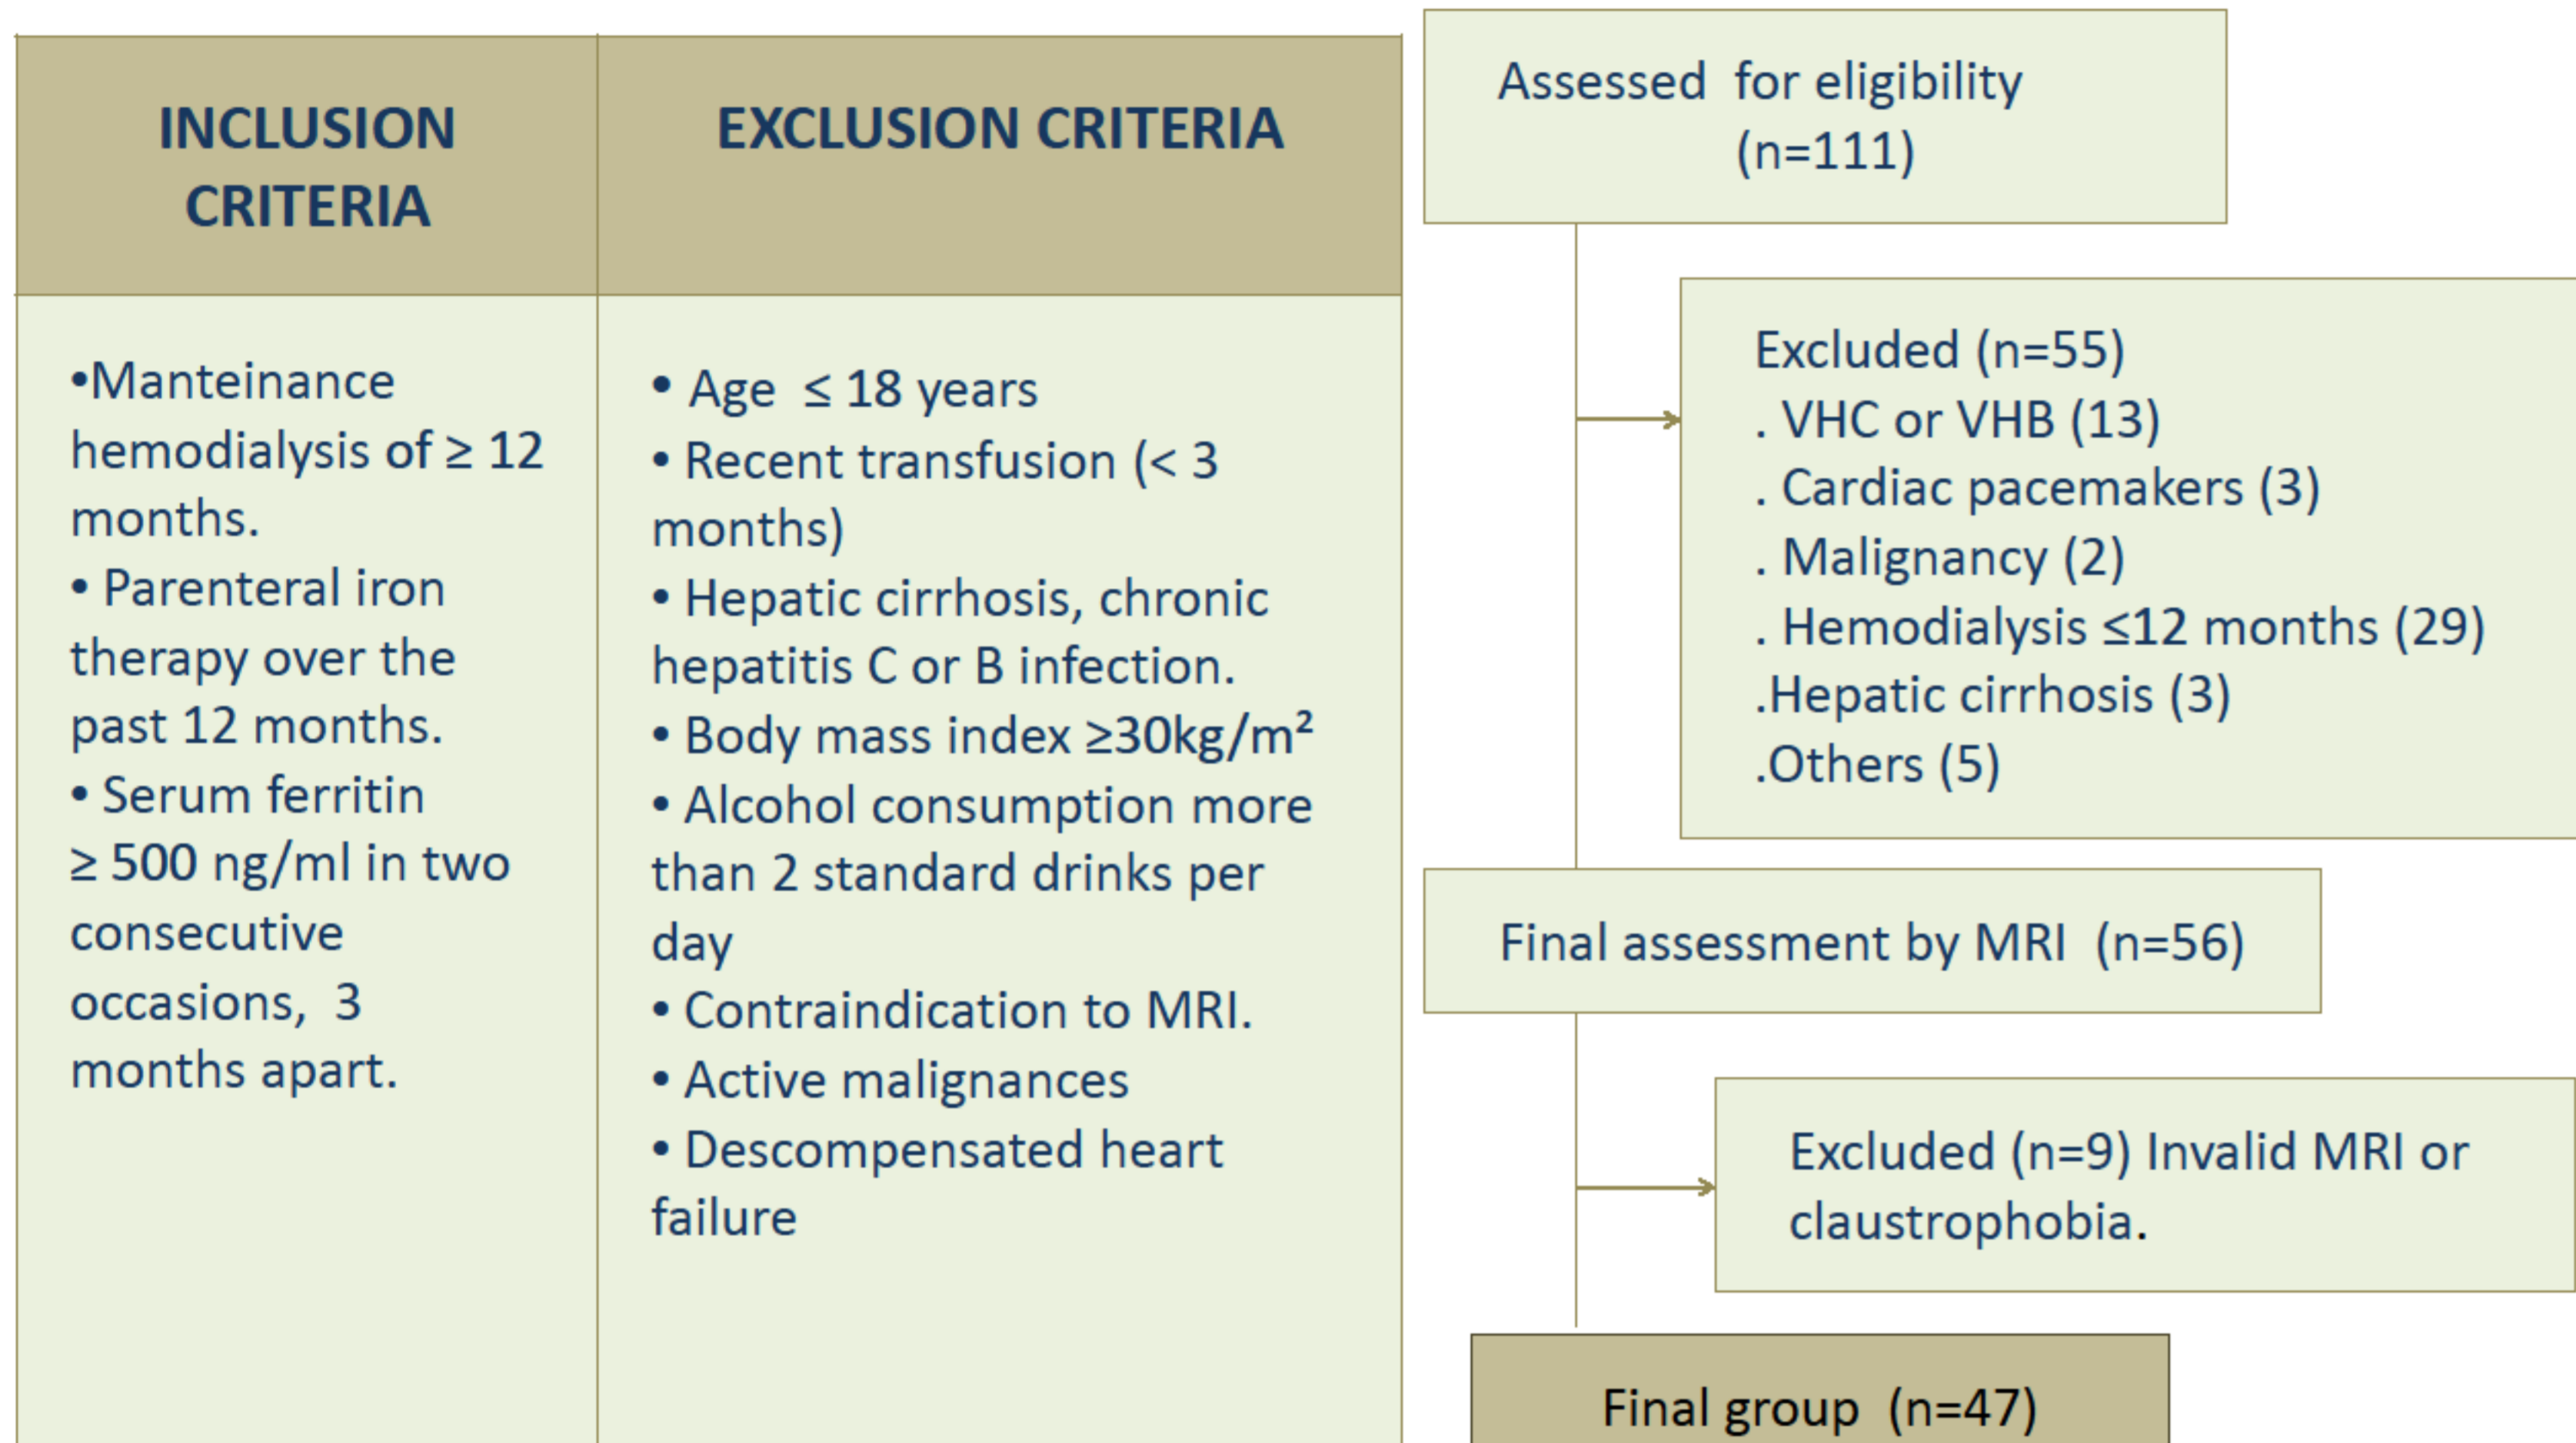 INCLUSION
CRITERIA
EXCLUSION CRITERIA
•Manteinance
hemodialysis of ≥ 12
months.
• Parenteral iron
therapy over the
past 12 months.
• Serum ferritin
≥ 500 ng/ml in two
consecutive
occasions, 3
months apart.
• Age ≤ 18 years
• Recent transfusion (< 3
months)
• Hepatic cirrhosis, chronic
hepatitis C or B infection.
• Body mass index ≥30kg/m²
• Alcohol consumption more
than 2 standard drinks per
day
• Contraindication to MRI.
• Active malignances
• Descompensated heart
failure
Assessed for eligibility
(n=111)
Excluded (n=55)
. VHC or VHB (13)
. Cardiac pacemakers (3)
. Malignancy (2)
. Hemodialysis ≤12 months (29)
.Hepatic cirrhosis (3)
.Others (5)
Final assessment by MRI (n=56)
Excluded (n=9) Invalid MRI or
claustrophobia.
Final group (n=47)